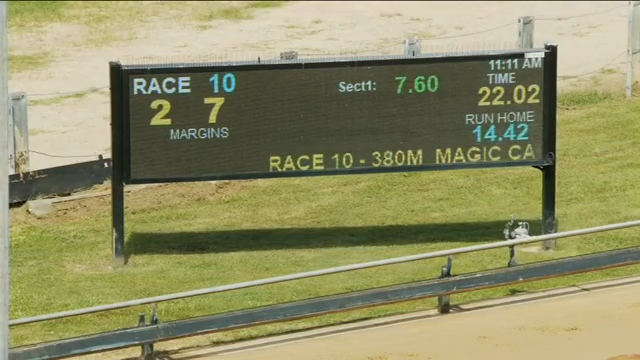 11:11 AM
RACE 10 Sect1: 7.60 TIME
2 7 22.02
MARGINS RUN HOME
14.42
RACE 10 - 380M MAGIC CA